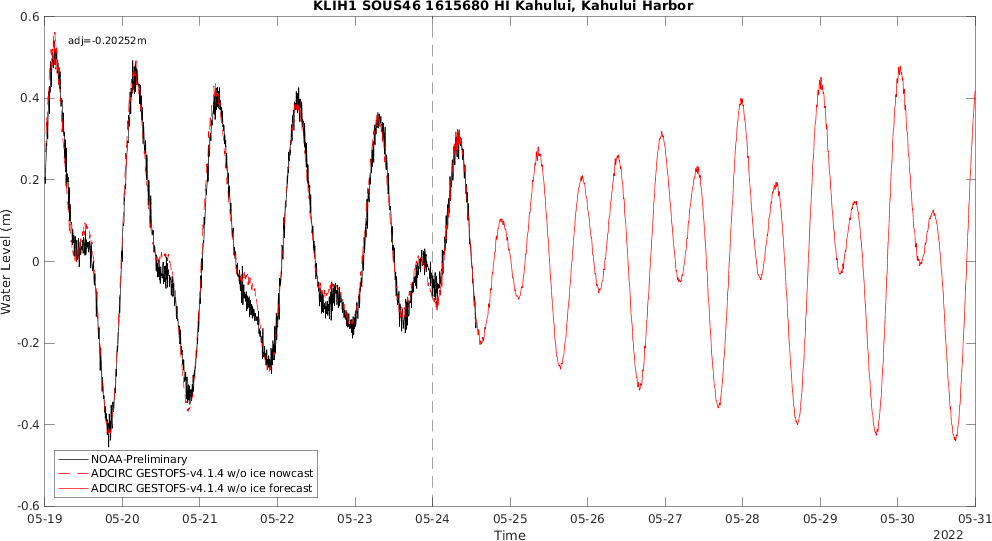 KLIH1 SOUS46 1615680 HI Kahului, Kahului Harbor
adj=-0.20252m
0.6
0.4
0.2
0
-0.2
-0.4
-0.6
Water Level (m)
NOAA-Preliminary
ADCIRC GESTOFS-v4.1.4 w/o ice nowcast
ADCIRC GESTOFS-v4.1.4 w/o ice forecast
05-19 05-20 05-21 05-22 05-23 05-24 05-25 05-26 05-27 05-28 05-29 05-30 05-31
Time
2022